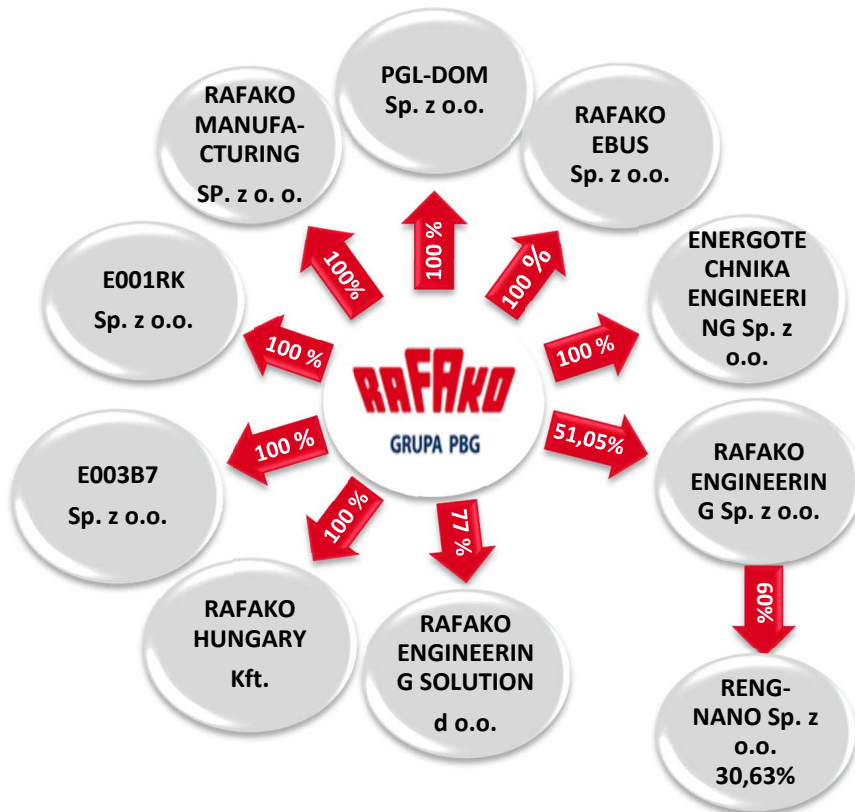 PGL-DOM
Sp. z o.o.
RAFAKO
MANUFA-
CTURING
SP. z o. o.
RAFAKO
EBUS
Sp. z o.o.
E001RK
Sp. z o.o.
ENERGOTE
CHNIKA
ENGINEERI
NG Sp. z
o.o.
100%
100 %
100 %
100 %
100 %
RAFAKO
GRUPA PBG
100 %
51,05%
E003B7
Sp. z o.o.
RAFAKO
ENGINEERIN
G Sp. z o.o.
100 %
77 %
RAFAKO
HUNGARY
Kft.
RAFAKO
ENGINEERIN
G SOLUTION
d o.o.
60%
RENG-
NANO Sp. z
o.o.
30,63%